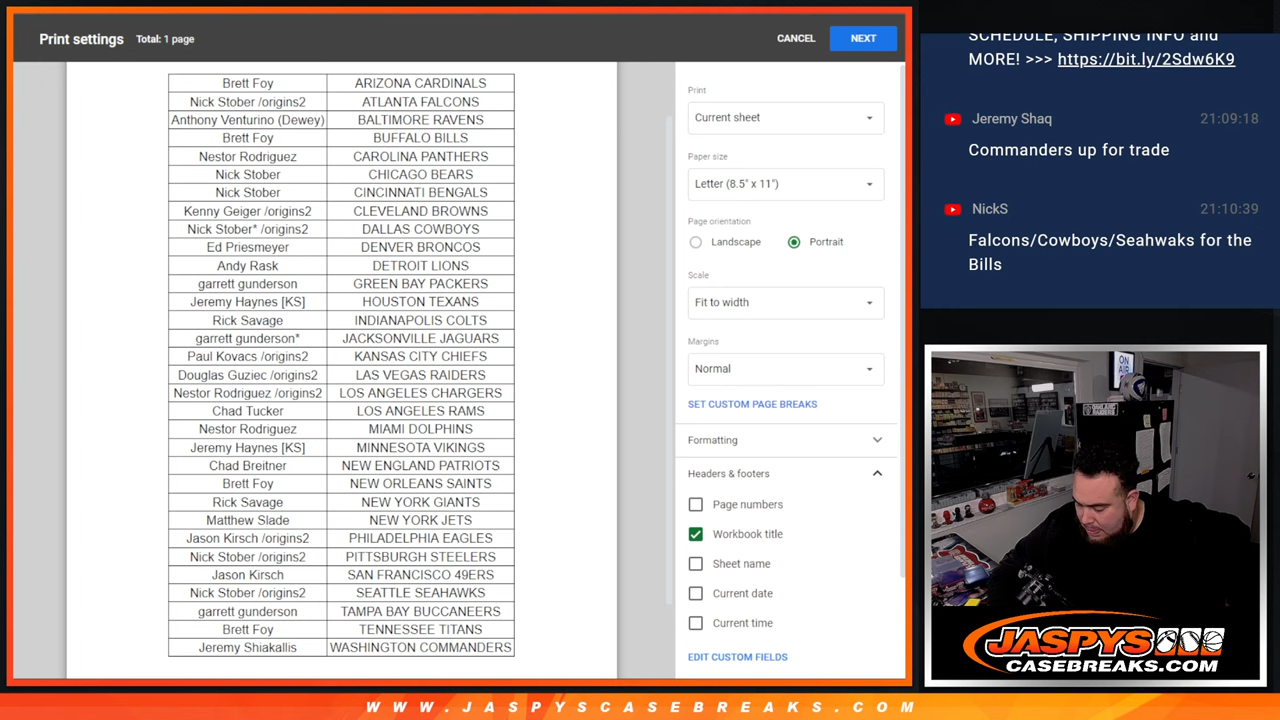 Print settings Total: 1 page
CANCEL NEXT
Brett Foy ARIZONA CARDINALS
Nick Stober /origins2 ATLANTA FALCONS
Anthony Venturino (Dewey) BALTIMORE RAVENS
Brett Foy BUFFALO BILLS
Nestor Rodriguez CAROLINA PANTHERS
Nick Stober CHICAGO BEARS
Nick Stober CINCINNATI BENGALS
Kenny Geiger /origins2 CLEVELAND BROWNS
Nick Stober* /origins2 DALLAS COWBOYS
Ed Priesmeyer DENVER BRONCOS
Andy Rask DETROIT LIONS
garrett gunderson GREEN BAY PACKERS
Jeremy Haynes [KS] HOUSTON TEXANS
Rick Savage INDIANAPOLIS COLTS
garrett gunderson* JACKSONVILLE JAGUARS
Paul Kovacs /origins2 KANSAS CITY CHIEFS
Douglas Guziec /origins2 LAS VEGAS RAIDERS
Nestor Rodriguez /origins2 LOS ANGELES CHARGERS
Chad Tucker LOS ANGELES RAMS
Nestor Rodriguez MIAMI DOLPHINS
Jeremy Haynes [KS] MINNESOTA VIKINGS
Chad Breitner NEW ENGLAND PATRIOTS
Brett Foy NEW ORLEANS SAINTS
Rick Savage NEW YORK GIANTS
Matthew Slade NEW YORK JETS
Jason Kirsch /origins2 PHILADELPHIA EAGLES
Nick Stober /origins2 PITTSBURGH STEELERS
Jason Kirsch SAN FRANCISCO 49ERS
Nick Stober /origins2 SEATTLE SEAHAWKS
garrett gunderson TAMPA BAY BUCCANEERS
Brett Foy TENNESSEE TITANS
Jeremy Shiakallis WASHINGTON COMMANDERS
Print
Current sheet
Paper size
Letter (8.5" x 11")
Page orientation
Landscape Portrait
Scale
Fit to width
Margins
Normal
SET CUSTOM PAGE BREAKS
Formatting
Headers & footers
Page numbers
Workbook title
Sheet name
Current date
Current time
EDIT CUSTOM FIELDS
SCHEDULE, SHIPPING INFO and
MORE! >>> https://bit.ly/2Sdw6K9
Jeremy Shaq 21:09:18
Commanders up for trade
NickS 21:10:39
Falcons/Cowboys/Seahwaks for the
Bills
ON
AIR
JASPYS
CASEBREAKS.COM
WWW.JASPYSCASEBREAKS.COM